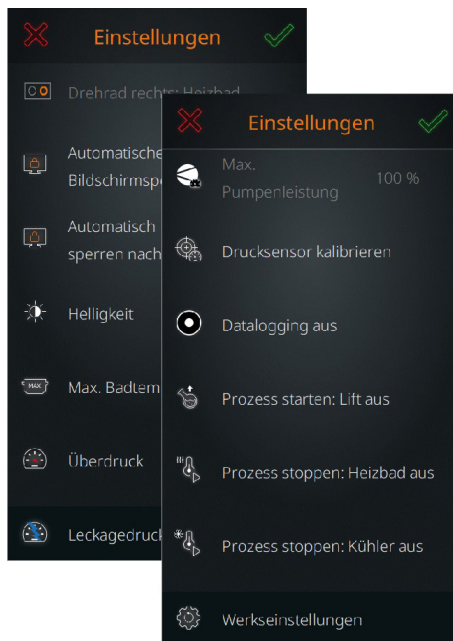 Einstellungen
Drehrad rechts: Heizbad
Automatische
Bildschirmsp
Automatisch
sperren nach
Helligkeit
MAX
Max. Badtem
Überdruck
Leckagedruck
Einstellungen
Max.
Pumpenleistung
100 %
Drucksensor kalibrieren
Datalogging aus
Prozess starten: Lift aus
Prozess stoppen: Heizbad aus
Prozess stoppen: Kühler aus
Werkseinstellungen